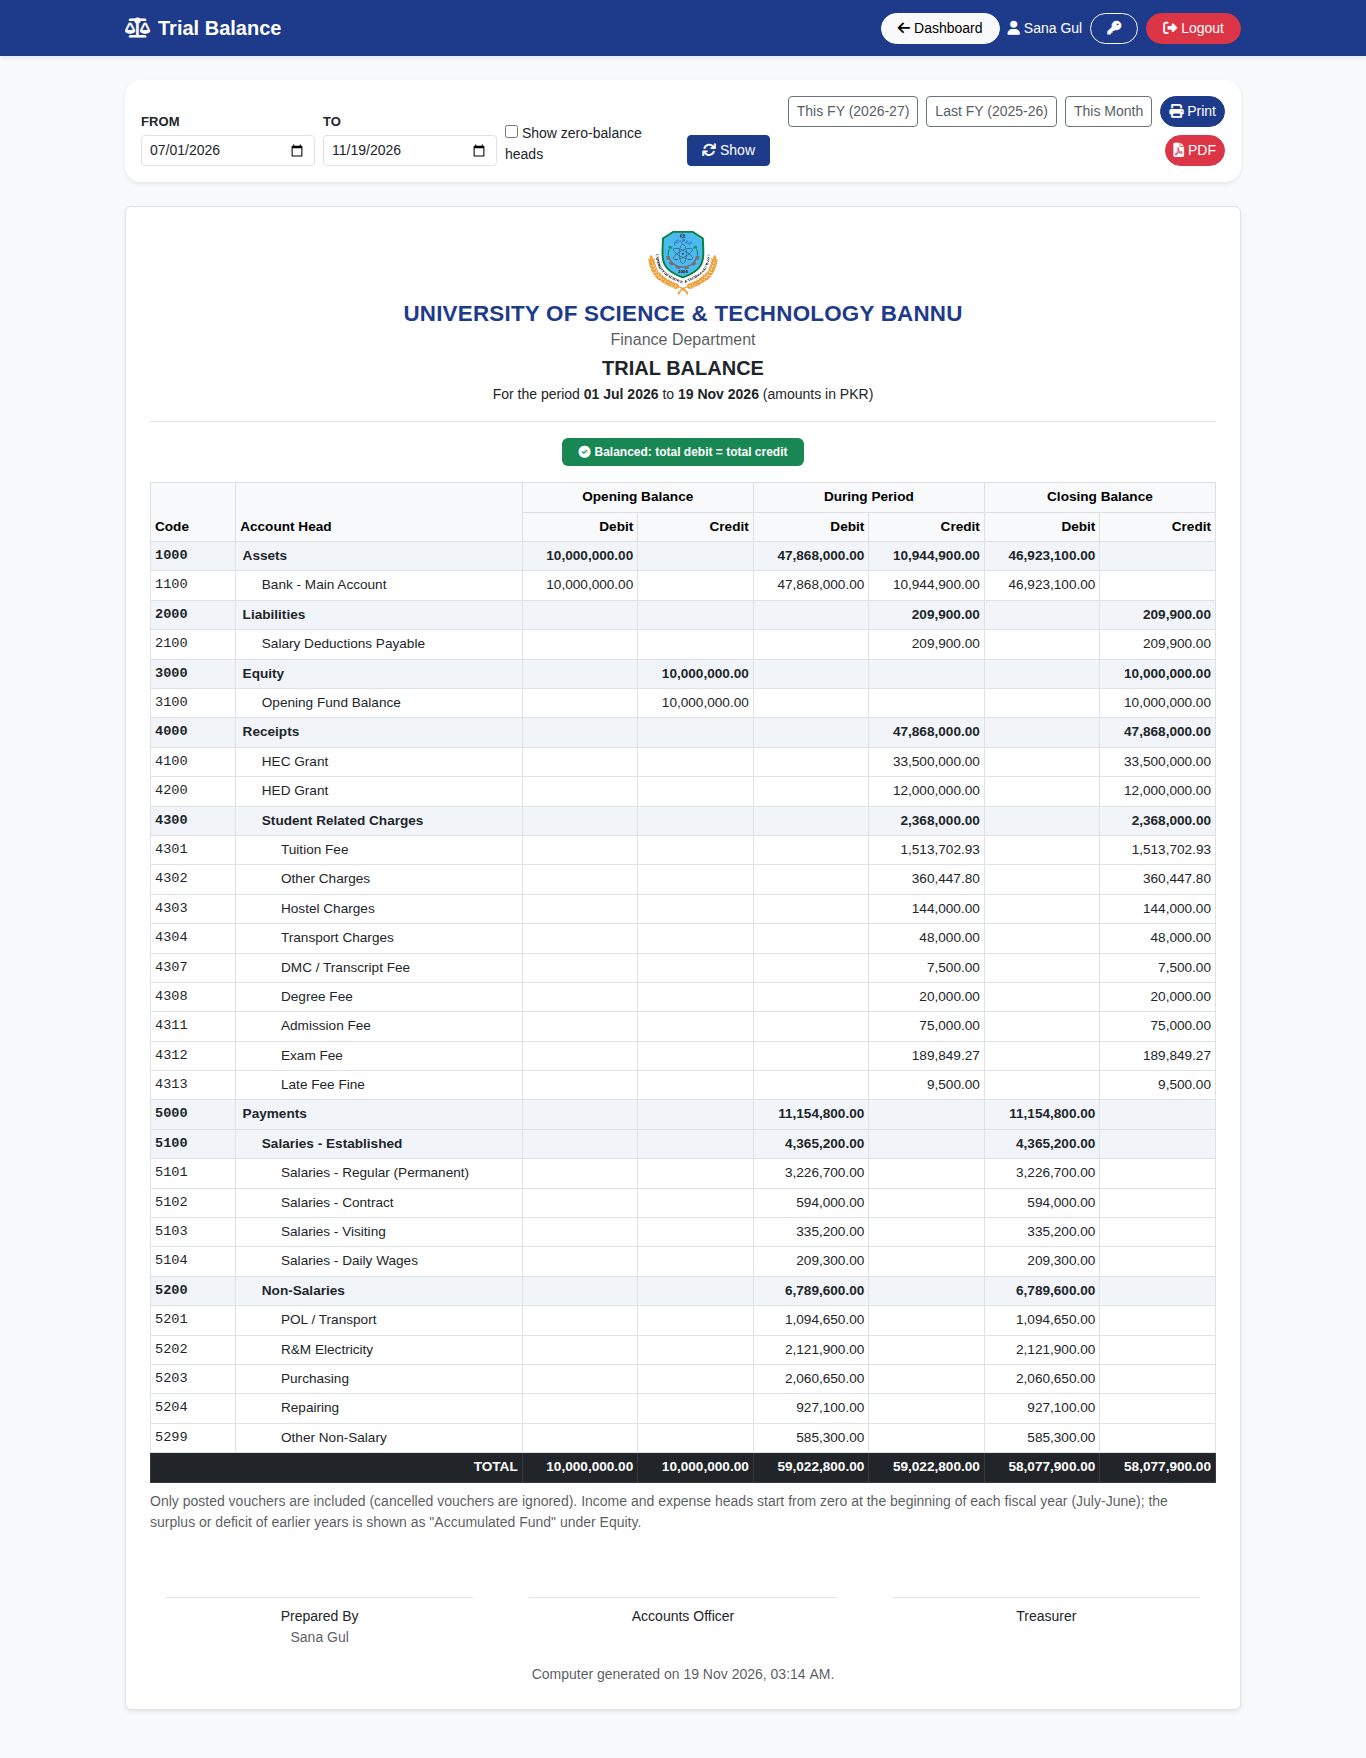 Trial Balance
Dashboard Sana Gul Logout
This FY (2026-27) Last FY (2025-26) This Month Print
FROM TO
07/01/2026 11/19/2026 Show zero-balance heads Show PDF
2009
UNIVERSITY OF SCIENCE & TECHNOLOGY BANNU
Finance Department
TRIAL BALANCE
For the period 01 Jul 2026 to 19 Nov 2026 (amounts in PKR)
Balanced: total debit = total credit
Opening Balance During Period Closing Balance
Code Account Head Debit Credit Debit Credit Debit Credit
1000 Assets 10,000,000.00 47,868,000.00 10,944,900.00 46,923,100.00
1100 Bank - Main Account 10,000,000.00 47,868,000.00 10,944,900.00 46,923,100.00
2000 Liabilities 209,900.00 209,900.00
2100 Salary Deductions Payable 209,900.00 209,900.00
3000 Equity 10,000,000.00 10,000,000.00
3100 Opening Fund Balance 10,000,000.00 10,000,000.00
4000 Receipts 47,868,000.00 47,868,000.00
4100 HEC Grant 33,500,000.00 33,500,000.00
4200 HED Grant 12,000,000.00 12,000,000.00
4300 Student Related Charges 2,368,000.00 2,368,000.00
4301 Tuition Fee 1,513,702.93 1,513,702.93
4302 Other Charges 360,447.80 360,447.80
4303 Hostel Charges 144,000.00 144,000.00
4304 Transport Charges 48,000.00 48,000.00
4307 DMC / Transcript Fee 7,500.00 7,500.00
4308 Degree Fee 20,000.00 20,000.00
4311 Admission Fee 75,000.00 75,000.00
4312 Exam Fee 189,849.27 189,849.27
4313 Late Fee Fine 9,500.00 9,500.00
5000 Payments 11,154,800.00 11,154,800.00
5100 Salaries - Established 4,365,200.00 4,365,200.00
5101 Salaries - Regular (Permanent) 3,226,700.00 3,226,700.00
5102 Salaries - Contract 594,000.00 594,000.00
5103 Salaries - Visiting 335,200.00 335,200.00
5104 Salaries - Daily Wages 209,300.00 209,300.00
5200 Non-Salaries 6,789,600.00 6,789,600.00
5201 POL / Transport 1,094,650.00 1,094,650.00
5202 R&M Electricity 2,121,900.00 2,121,900.00
5203 Purchasing 2,060,650.00 2,060,650.00
5204 Repairing 927,100.00 927,100.00
5299 Other Non-Salary 585,300.00 585,300.00
TOTAL 10,000,000.00 10,000,000.00 59,022,800.00 59,022,800.00 58,077,900.00 58,077,900.00
Only posted vouchers are included (cancelled vouchers are ignored). Income and expense heads start from zero at the beginning of each fiscal year (July-June); the
surplus or deficit of earlier years is shown as "Accumulated Fund" under Equity.
Prepared By Accounts Officer Treasurer
Sana Gul
Computer generated on 19 Nov 2026, 03:14 AM.